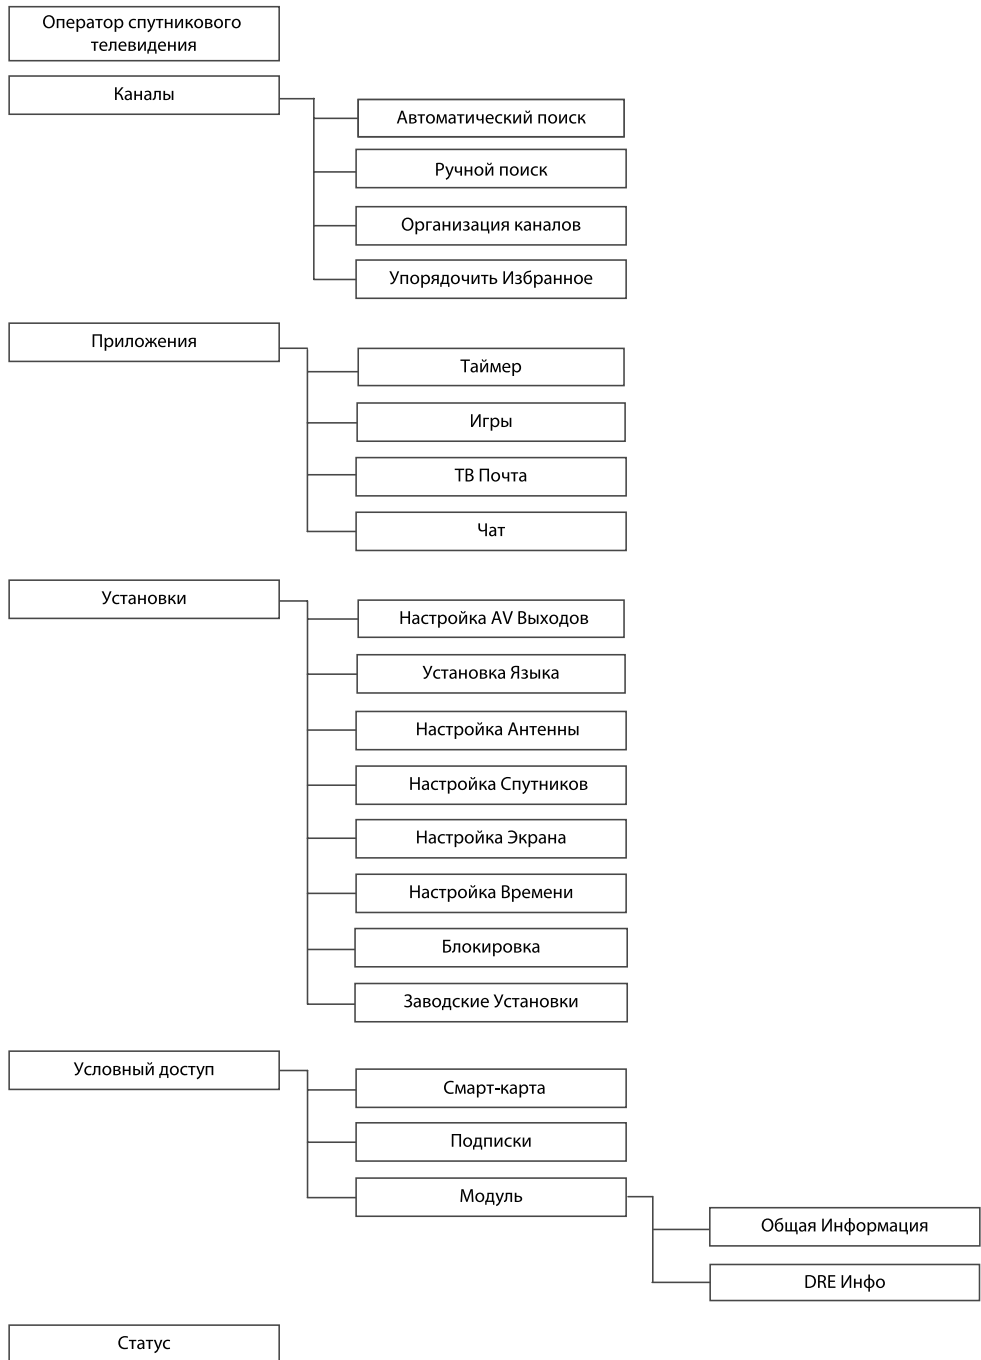 Оператор спутникового
телевидения
Каналы
Автоматический поиск
Ручной поиск
Организация каналов
Упорядочить Избранное
Приложения
Таймер
Игры
ТВ Почта
Чат
Установки
Настройка AV Выходов
Установка Языка
Настройка Антенны
Настройка Спутников
Настройка Экрана
Настройка Времени
Блокировка
Заводские Установки
Условный доступ
Смарт-карта
Подписки
Модуль
Общая Информация
DRE Инфо
Статус